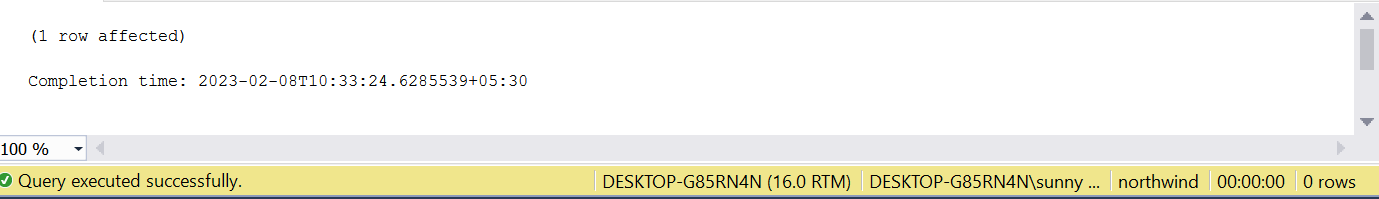 (1 row affected)
Completion time: 2023-02-08T10:33:24.6285539+05:30
100 %
Query executed successfully. DESKTOP-G85RN4N (16.0 RTM) DESKTOP-G85RN4N\sunny ... northwind 00:00:00 0 rows